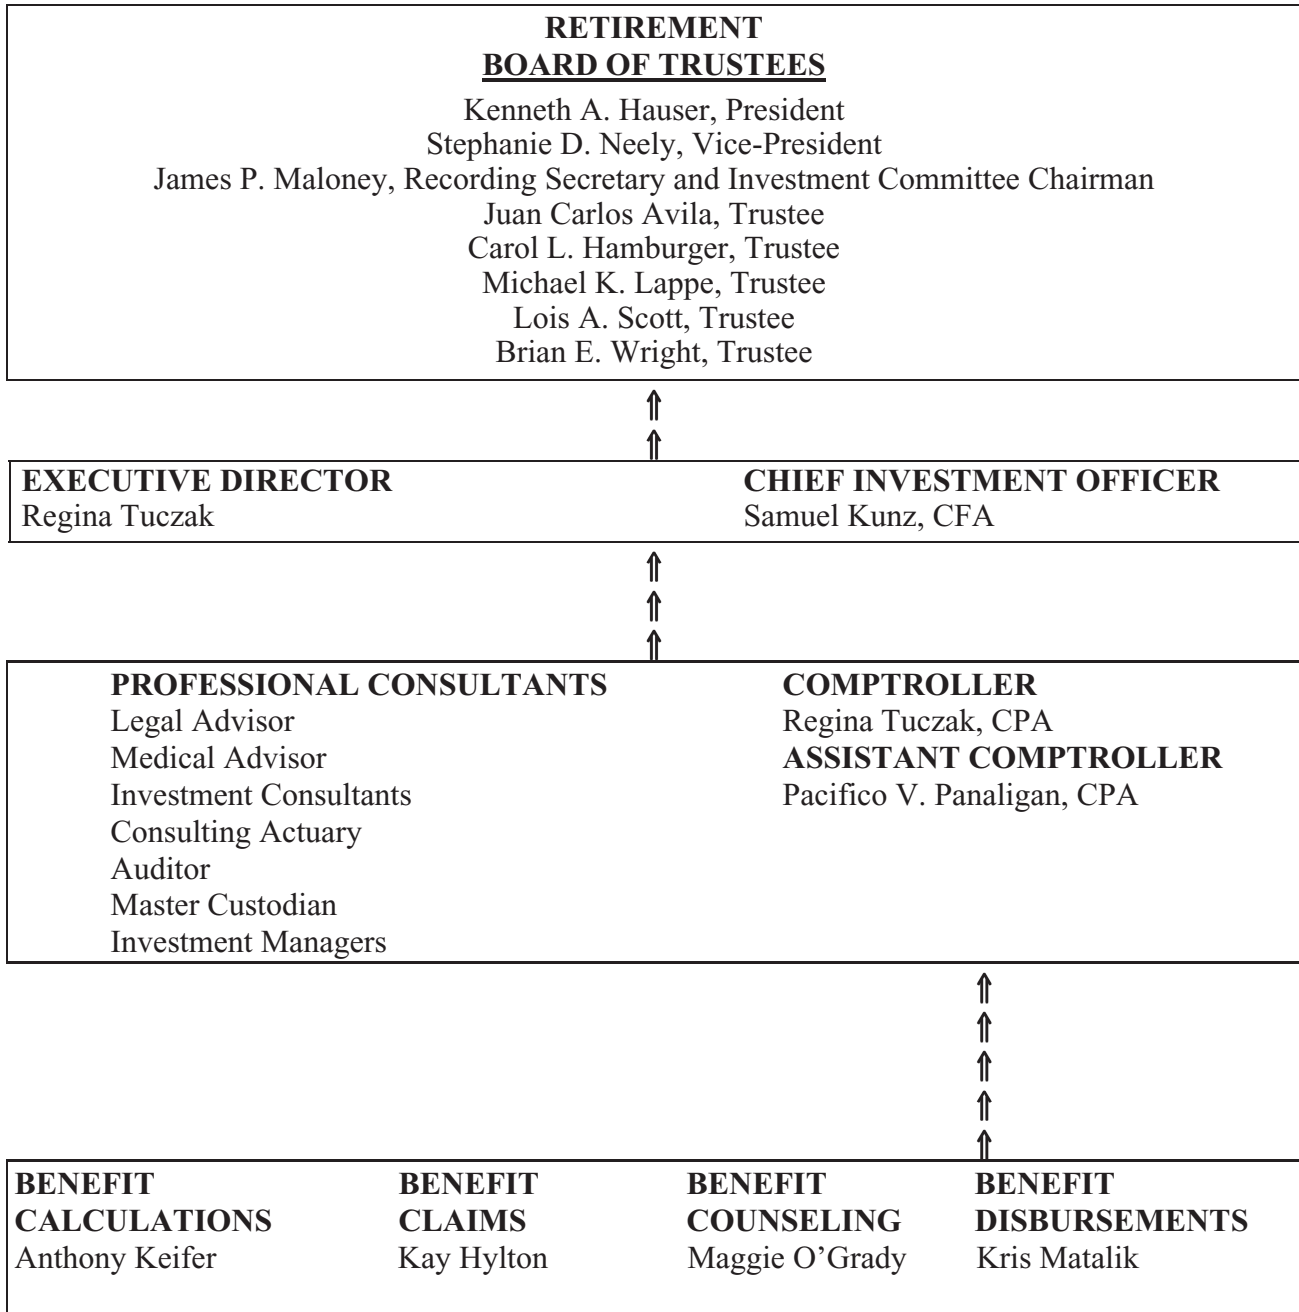 RETIREMENT
BOARD OF TRUSTEES
Kenneth A. Hauser, President
Stephanie D. Neely, Vice-President
James P. Maloney, Recording Secretary and Investment Committee Chairman
Juan Carlos Avila, Trustee
Carol L. Hamburger, Trustee
Michael K. Lappe, Trustee
Lois A. Scott, Trustee
Brian E. Wright, Trustee
⇑
⇑
EXECUTIVE DIRECTOR
Regina Tuczak
CHIEF INVESTMENT OFFICER
Samuel Kunz, CFA
⇑
⇑
⇑
PROFESSIONAL CONSULTANTS
Legal Advisor
Medical Advisor
Investment Consultants
Consulting Actuary
Auditor
Master Custodian
Investment Managers
COMPTROLLER
Regina Tuczak, CPA
ASSISTANT COMPTROLLER
Pacifico V. Panaligan, CPA
⇑
⇑
⇑
⇑
⇑
BENEFIT
CALCULATIONS
Anthony Keifer
BENEFIT
CLAIMS
Kay Hylton
BENEFIT
COUNSELING
Maggie O’Grady
BENEFIT
DISBURSEMENTS
Kris Matalik